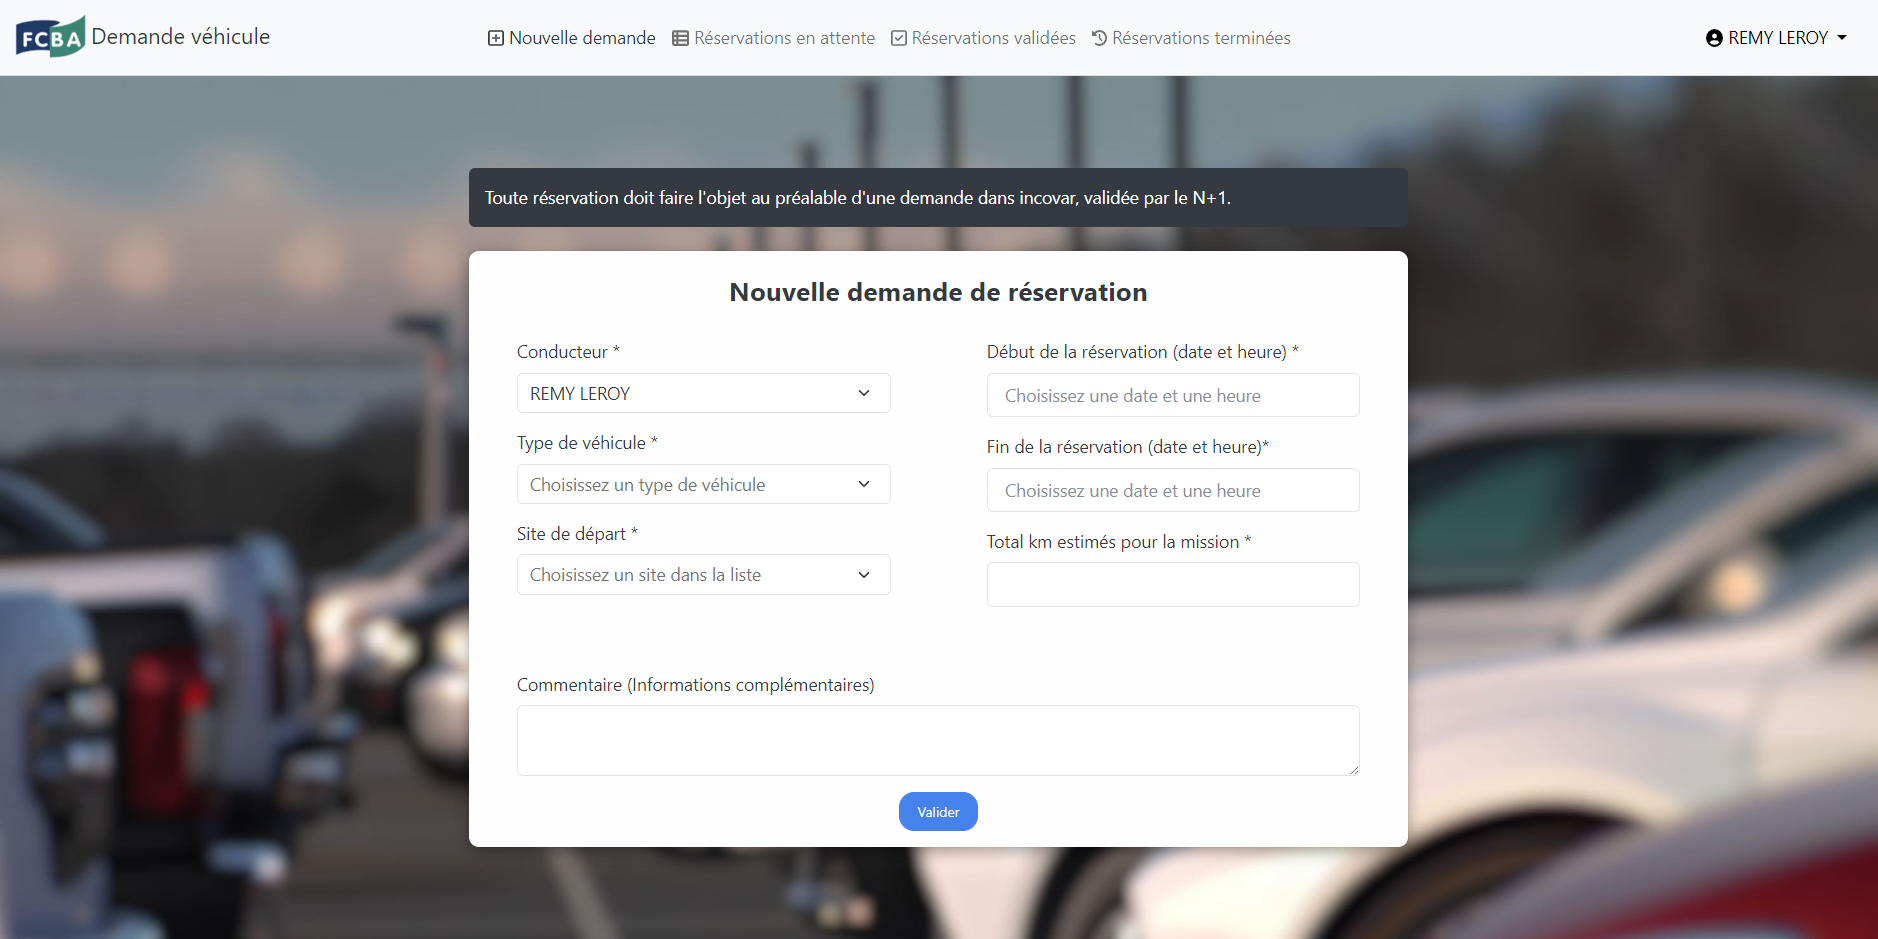 FCBA Demande véhicule
Nouvelle demande
Réservations en attente
Réservations validées
Réservations terminées
REMY LEROY
Toute réservation doit faire l'objet au préalable d'une demande dans incovar, validée par le N+1.
Nouvelle demande de réservation
Conducteur *
REMY LEROY
Type de véhicule *
Choisissez un type de véhicule
Site de départ *
Choisissez un site dans la liste
Début de la réservation (date et heure) *
Choisissez une date et une heure
Fin de la réservation (date et heure)*
Choisissez une date et une heure
Total km estimés pour la mission *
Commentaire (Informations complémentaires)
Valider